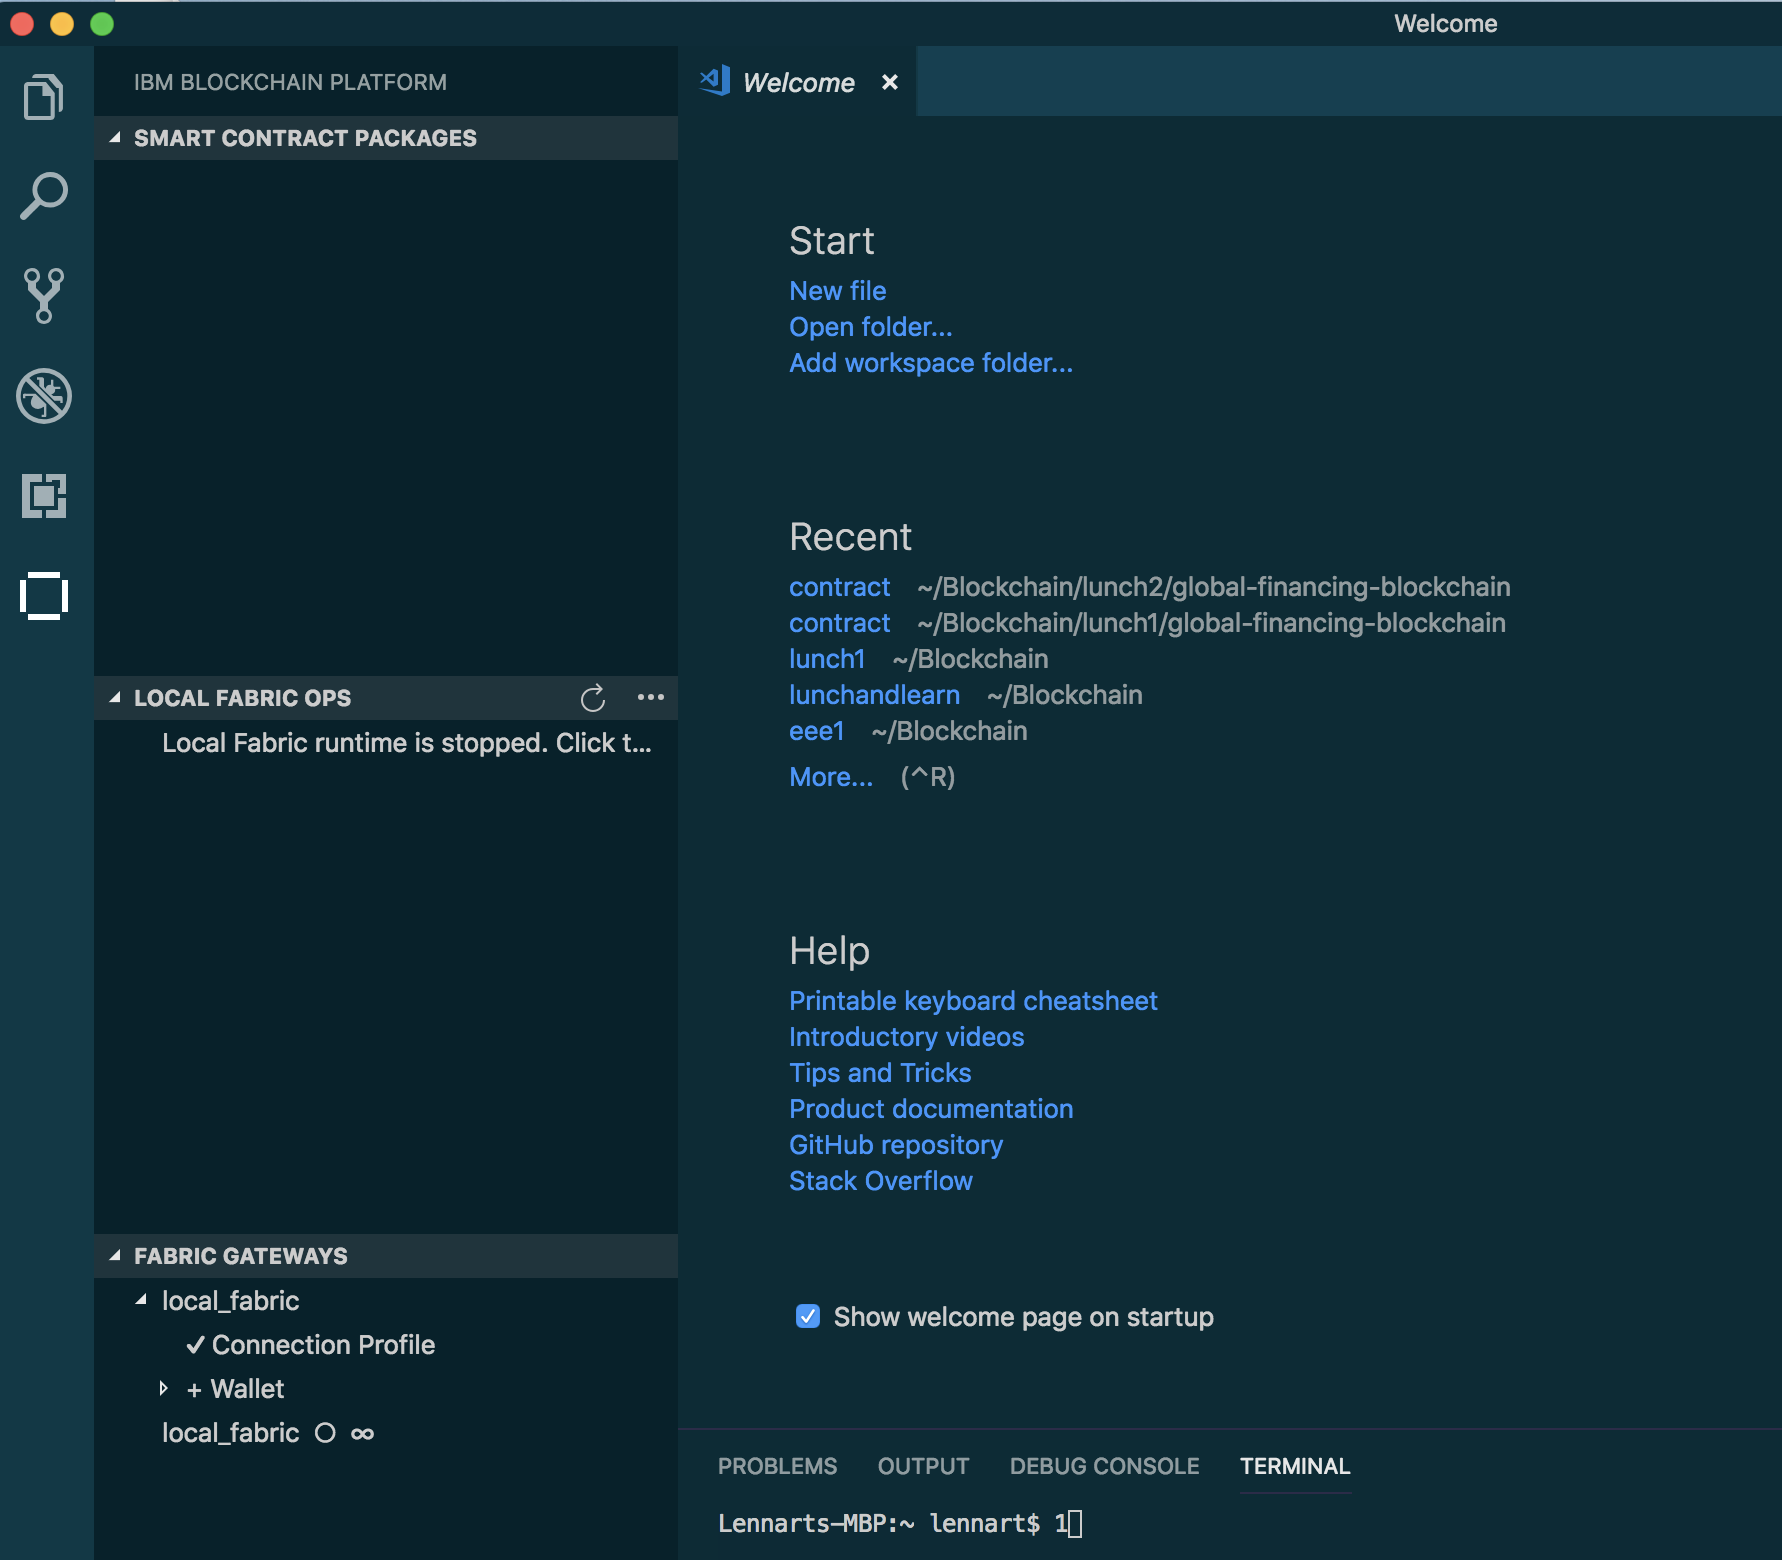 Welcome
IBM BLOCKCHAIN PLATFORM
SMART CONTRACT PACKAGES
LOCAL FABRIC OPS
Local Fabric runtime is stopped. Click t...
FABRIC GATEWAYS
local_fabric
✓ Connection Profile
+ Wallet
local_fabric ○ ∞
Welcome ×
Start
New file
Open folder...
Add workspace folder...
Recent
contract ~/Blockchain/lunch2/global-financing-blockchain
contract ~/Blockchain/lunch1/global-financing-blockchain
lunch1 ~/Blockchain
lunchandlearn ~/Blockchain
eee1 ~/Blockchain
More... (^R)
Help
Printable keyboard cheatsheet
Introductory videos
Tips and Tricks
Product documentation
GitHub repository
Stack Overflow
Show welcome page on startup
PROBLEMS OUTPUT DEBUG CONSOLE TERMINAL
Lennarts-MBP:~ lennart$ 1